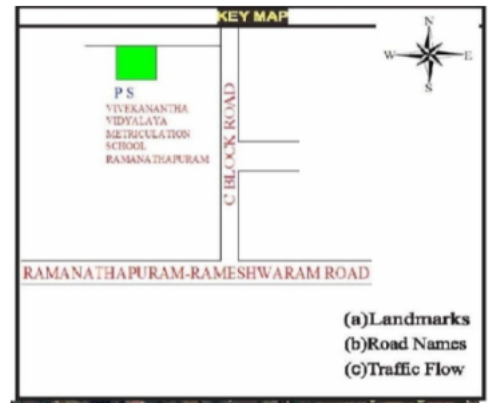 KEY MAP
N
W
E
S
P S
VIVEKANANTHA
VIDYALAYA
METRICULATION
SCHOOL
RAMANATHAPURAM
C BLOCK ROAD
RAMANATHAPURAM-RAMESHWARAM ROAD
(a)Landmarks
(b)Road Names
(c)Traffic Flow